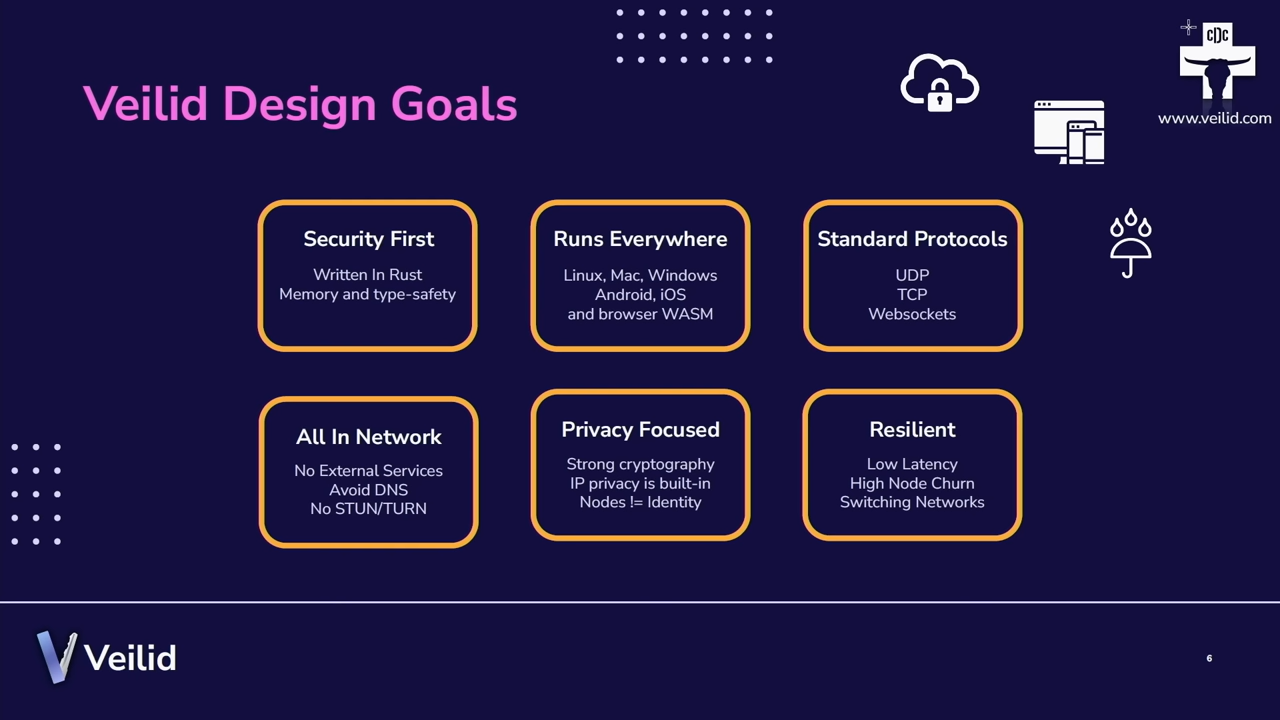 CDC
www.veilid.com
Veilid Design Goals
Security First
Written In Rust
Memory and type-safety
Runs Everywhere
Linux, Mac, Windows
Android, iOS
and browser WASM
Standard Protocols
UDP
TCP
Websockets
All In Network
No External Services
Avoid DNS
No STUN/TURN
Privacy Focused
Strong cryptography
IP privacy is built-in
Nodes != Identity
Resilient
Low Latency
High Node Churn
Switching Networks
Veilid
6